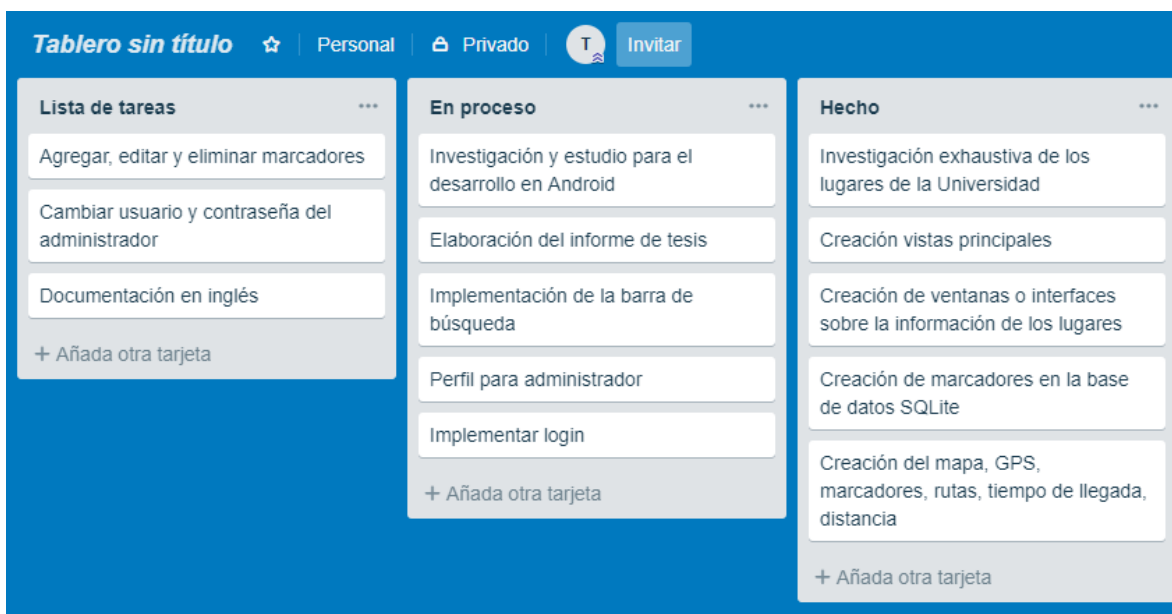 Tablero sin título Personal Privado T Invitar
Lista de tareas
Agregar, editar y eliminar marcadores
Cambiar usuario y contraseña del
administrador
Documentación en inglés
+ Añada otra tarjeta
En proceso
Investigación y estudio para el
desarrollo en Android
Elaboración del informe de tesis
Implementación de la barra de
búsqueda
Perfil para administrador
Implementar login
+ Añada otra tarjeta
Hecho
Investigación exhaustiva de los
lugares de la Universidad
Creación vistas principales
Creación de ventanas o interfaces
sobre la información de los lugares
Creación de marcadores en la base
de datos SQLite
Creación del mapa, GPS,
marcadores, rutas, tiempo de llegada,
distancia
+ Añada otra tarjeta